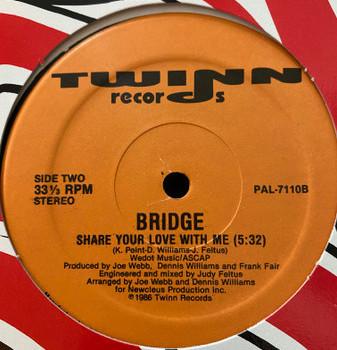 TWINN
records
SIDE TWO
33⅓ RPM
STEREO
PAL-7110B
BRIDGE
SHARE YOUR LOVE WITH ME (5:32)
(K. Point-D. Williams-J. Feltus)
Wedot Music/ASCAP
Produced by Joe Webb, Dennis Williams and Frank Fair
Engineered and mixed by Judy Feltus
Arranged by Joe Webb and Dennis Williams
for Newcleus Production Inc.
©1986 Twinn Records